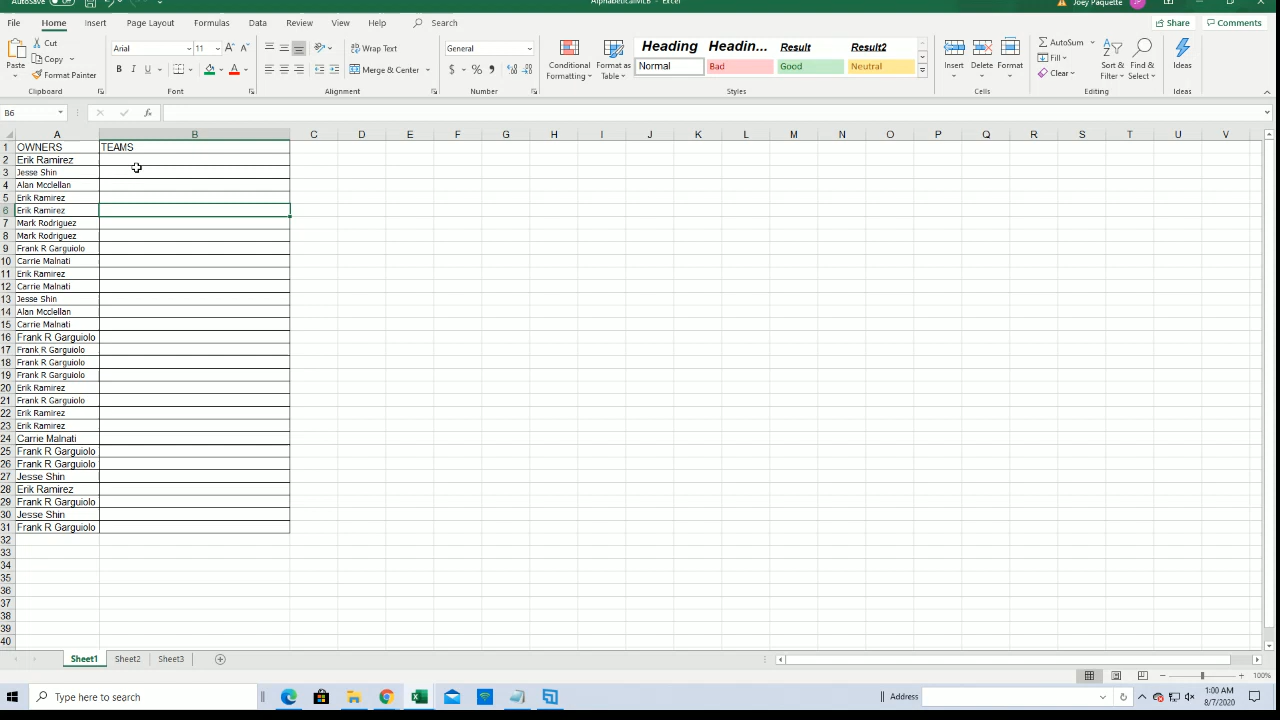 AutoSave Off AlphabeticalMLB - Excel Joey Paquette JP
File Home Insert Page Layout Formulas Data Review View Help Search Share Comments
Paste Cut Copy Format Painter Clipboard
Arial 11 A A B I U A Font
Wrap Text Merge & Center Alignment
General $ % , Number
Conditional Formatting Format as Table
Heading Headin... Result Result2
Normal Bad Good Neutral
Styles
Insert Delete Format Cells
AutoSum Fill Clear Sort & Filter Find & Select Editing
Ideas Ideas
B6 fx
A B C D E F G H I J K L M N O P Q R S T U V
1 OWNERS TEAMS
2 Erik Ramirez
3 Jesse Shin
4 Alan Mcclellan
5 Erik Ramirez
6 Erik Ramirez
7 Mark Rodriguez
8 Mark Rodriguez
9 Frank R Garguiolo
10 Carrie Malnati
11 Erik Ramirez
12 Carrie Malnati
13 Jesse Shin
14 Alan Mcclellan
15 Carrie Malnati
16 Frank R Garguiolo
17 Frank R Garguiolo
18 Frank R Garguiolo
19 Frank R Garguiolo
20 Erik Ramirez
21 Frank R Garguiolo
22 Erik Ramirez
23 Erik Ramirez
24 Carrie Malnati
25 Frank R Garguiolo
26 Frank R Garguiolo
27 Jesse Shin
28 Erik Ramirez
29 Frank R Garguiolo
30 Jesse Shin
31 Frank R Garguiolo
32
33
34
35
36
37
38
39
40
Sheet1 Sheet2 Sheet3
100%
Type here to search Address 1:00 AM
8/7/2020